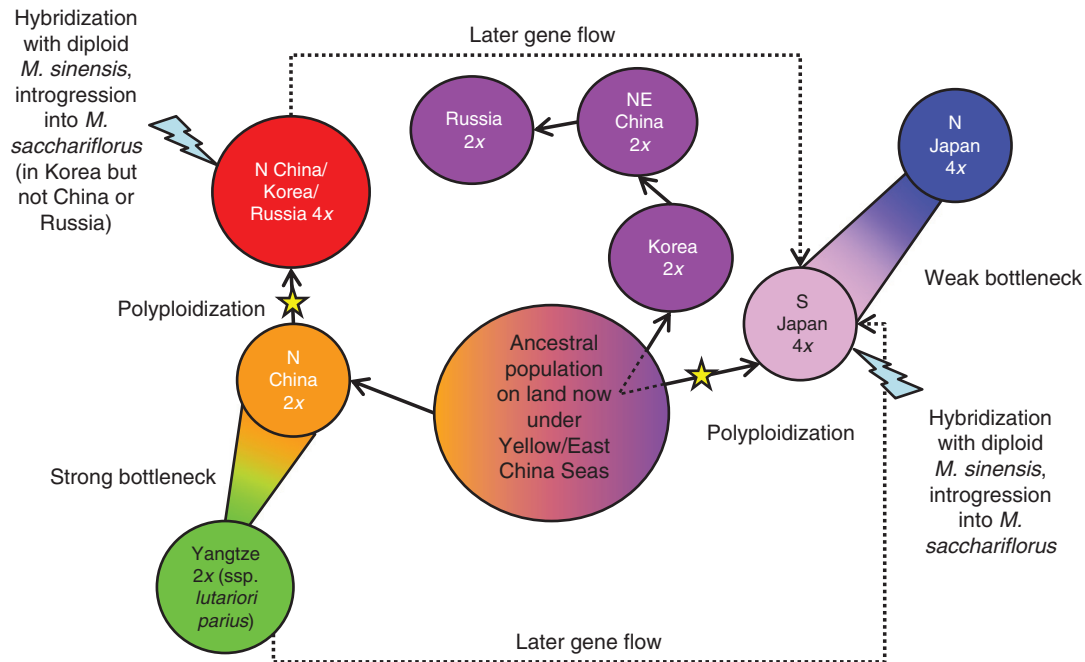 Hybridization
with diploid
M. sinensis,
introgression
into M.
sacchariflorus
(in Korea but
not China or
Russia)
Later gene flow
Russia
2x
NE
China
2x
N
Japan
4x
N China/
Korea/
Russia 4x
Korea
2x
Weak bottleneck
S
Japan
4x
Polyploidization
N
China
2x
Ancestral
population
on land now
under
Yellow/East
China Seas
Polyploidization
Hybridization
with diploid
M. sinensis,
introgression
into M.
sacchariflorus
Strong bottleneck
Yangtze
2x (ssp.
lutariori
parius)
Later gene flow